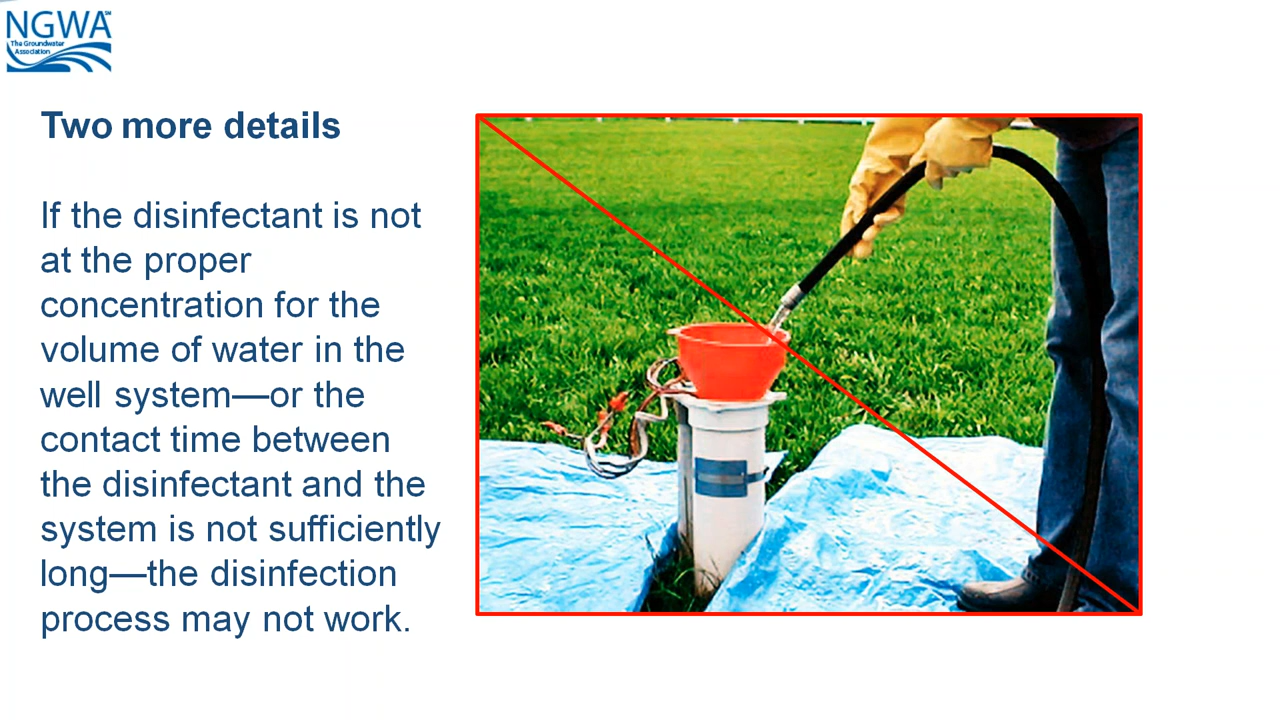 NGWA℠
The Groundwater
Association
Two more details
If the disinfectant is not
at the proper
concentration for the
volume of water in the
well system—or the
contact time between
the disinfectant and the
system is not sufficiently
long—the disinfection
process may not work.